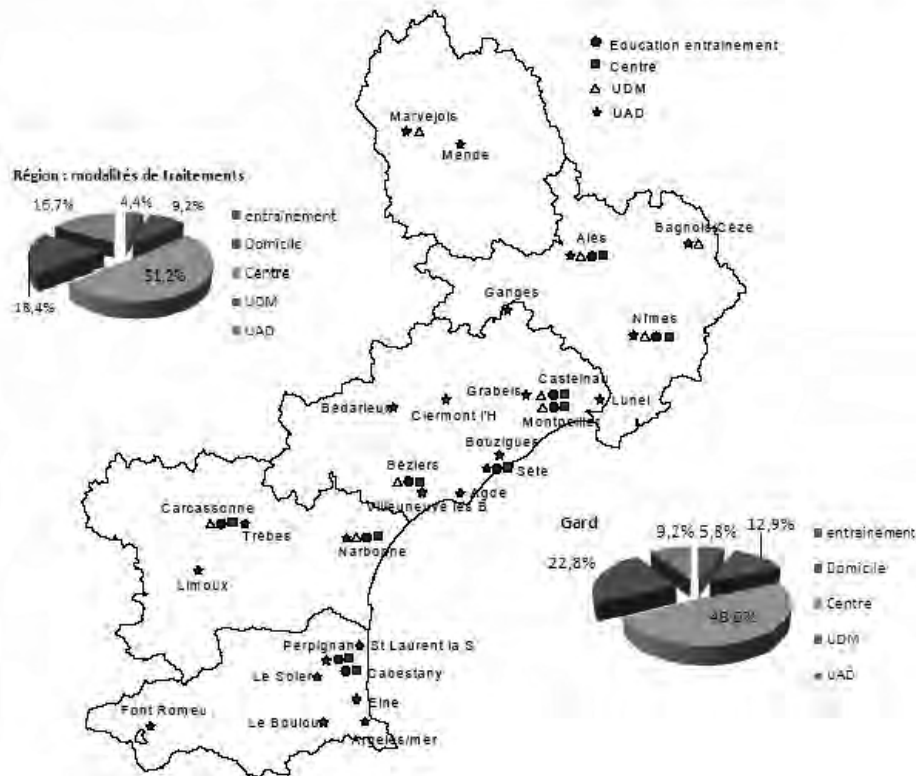 Education entrainement
Centre
UDM
UAD
Marvejols
Mende
Région : modalités de traitements
16,7%
4,4%
9,2%
51,2%
18,4%
entrainement
Domicile
Centre
UDM
UAD
Alès
Bagnols/Cèze
Ganges
Nîmes
Grabels
Castelnau
Bédarieux
Clermont l'H
Montpellier
Lunel
Bouzigues
Sète
Béziers
Agde
Villeuneuve les B
Carcassonne
Trèbes
Narbonne
Limoux
Gard
9,2%
5,8%
12,9%
22,8%
entrainement
Domicile
Centre
UDM
UAD
Perpignan
St Laurent la S
Le Soler
Cabestany
Elne
Font Romeu
Le Boulou
Argelès/mer